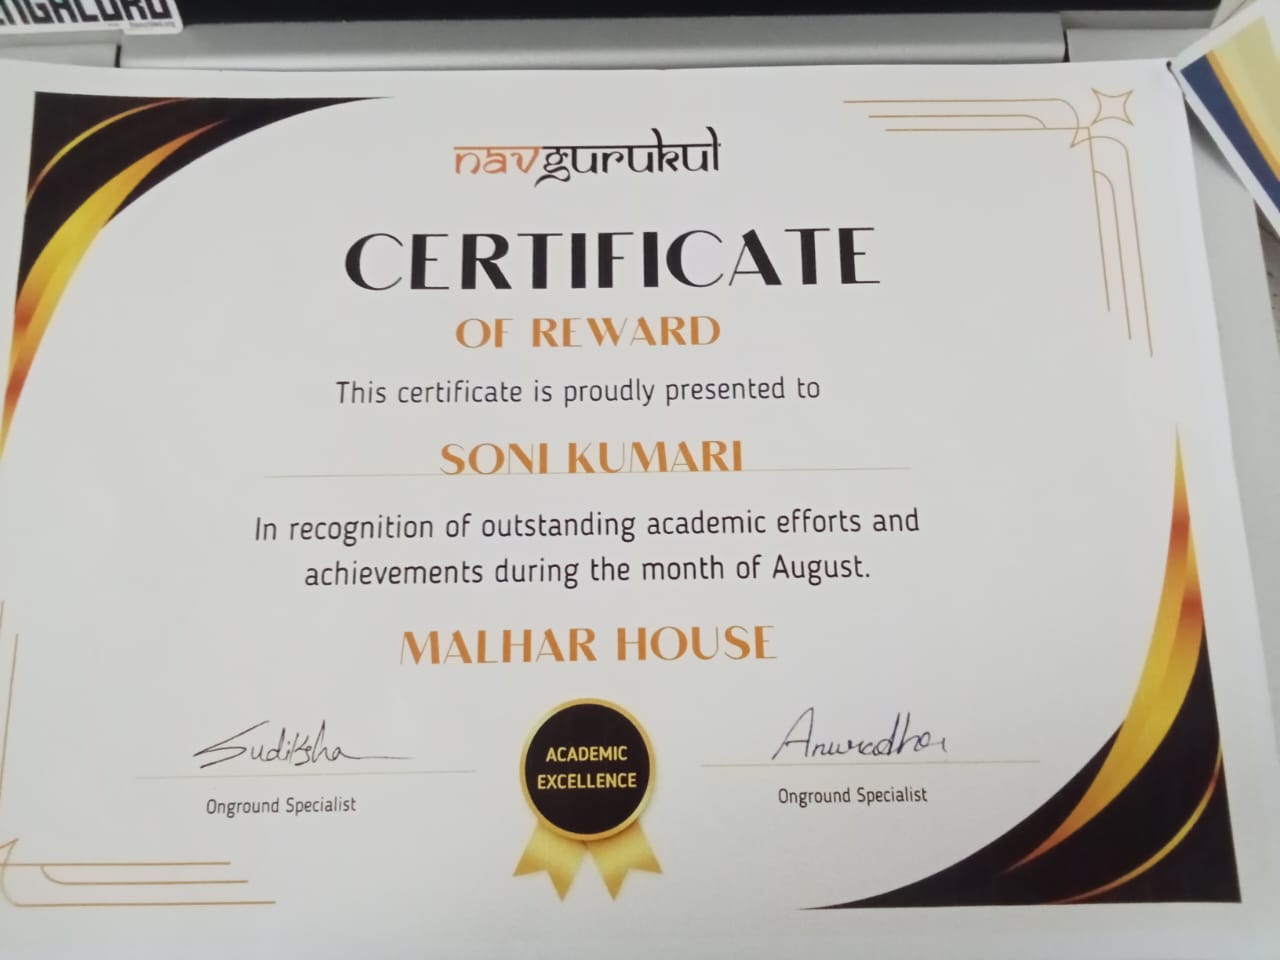 navgurukul
CERTIFICATE
OF REWARD
This certificate is proudly presented to
SONI KUMARI
In recognition of outstanding academic efforts and
achievements during the month of August.
MALHAR HOUSE
Sudiksha
Anuradha
ACADEMIC
EXCELLENCE
Onground Specialist
Onground Specialist